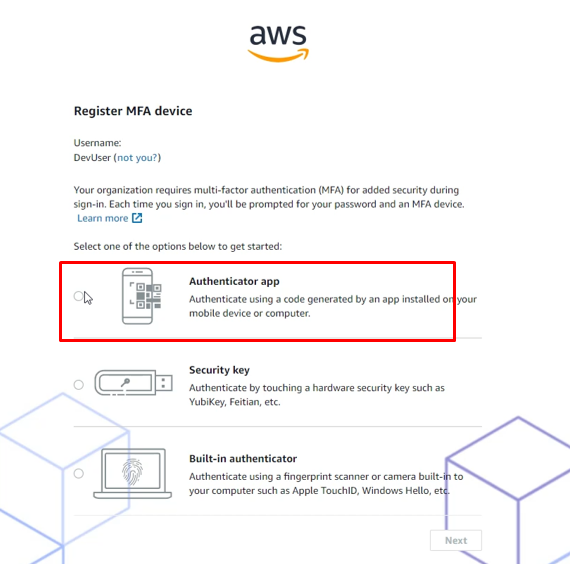 aws
Register MFA device
Username:
DevUser (not you?)
Your organization requires multi-factor authentication (MFA) for added security during
sign-in. Each time you sign in, you'll be prompted for your password and an MFA device.
Learn more
Select one of the options below to get started:
Authenticator app
Authenticate using a code generated by an app installed on your
mobile device or computer.
Security key
Authenticate by touching a hardware security key such as
YubiKey, Feitian, etc.
Built-in authenticator
Authenticate using a fingerprint scanner or camera built-in to
your computer such as Apple TouchID, Windows Hello, etc.
Next